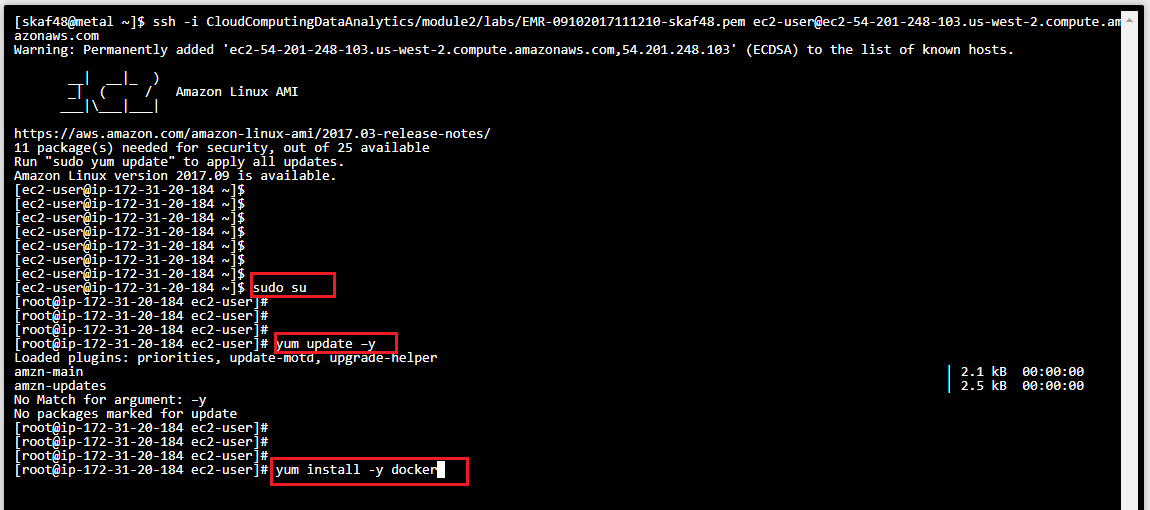 [skaf48@metal ~]$ ssh -i CloudComputingDataAnalytics/module2/labs/EMR-09102017111210-skaf48.pem ec2-user@ec2-54-201-248-103.us-west-2.compute.am
azonaws.com
Warning: Permanently added 'ec2-54-201-248-103.us-west-2.compute.amazonaws.com,54.201.248.103' (ECDSA) to the list of known hosts.
       __|  __|_  )
       _|  (     /   Amazon Linux AMI
      ___|\___|___|
https://aws.amazon.com/amazon-linux-ami/2017.03-release-notes/
11 package(s) needed for security, out of 25 available
Run "sudo yum update" to apply all updates.
Amazon Linux version 2017.09 is available.
[ec2-user@ip-172-31-20-184 ~]$
[ec2-user@ip-172-31-20-184 ~]$
[ec2-user@ip-172-31-20-184 ~]$
[ec2-user@ip-172-31-20-184 ~]$
[ec2-user@ip-172-31-20-184 ~]$
[ec2-user@ip-172-31-20-184 ~]$
[ec2-user@ip-172-31-20-184 ~]$
[ec2-user@ip-172-31-20-184 ~]$ sudo su
[root@ip-172-31-20-184 ec2-user]#
[root@ip-172-31-20-184 ec2-user]#
[root@ip-172-31-20-184 ec2-user]#
[root@ip-172-31-20-184 ec2-user]# yum update –y
Loaded plugins: priorities, update-motd, upgrade-helper
amzn-main | 2.1 kB 00:00:00
amzn-updates | 2.5 kB 00:00:00
No Match for argument: –y
No packages marked for update
[root@ip-172-31-20-184 ec2-user]#
[root@ip-172-31-20-184 ec2-user]#
[root@ip-172-31-20-184 ec2-user]#
[root@ip-172-31-20-184 ec2-user]# yum install -y docker